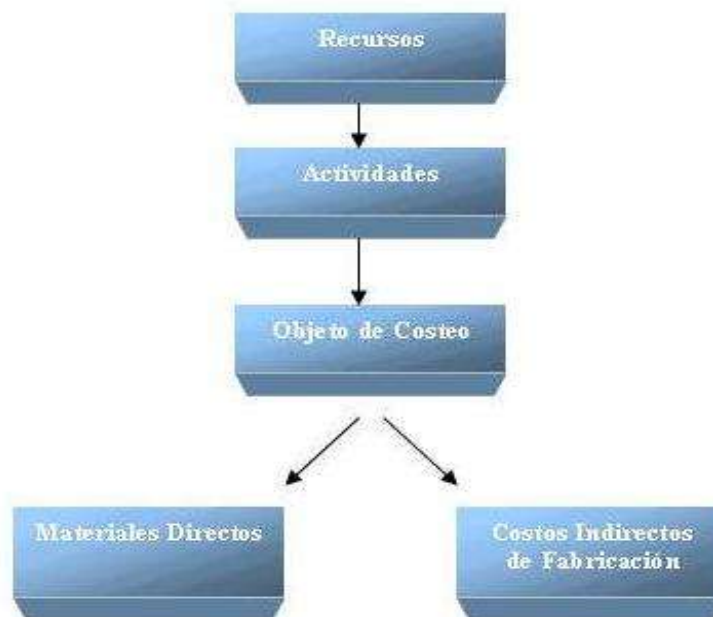 Recursos
Actividades
Objeto de Costeo
Materiales Directos
Costos Indirectos
de Fabricación